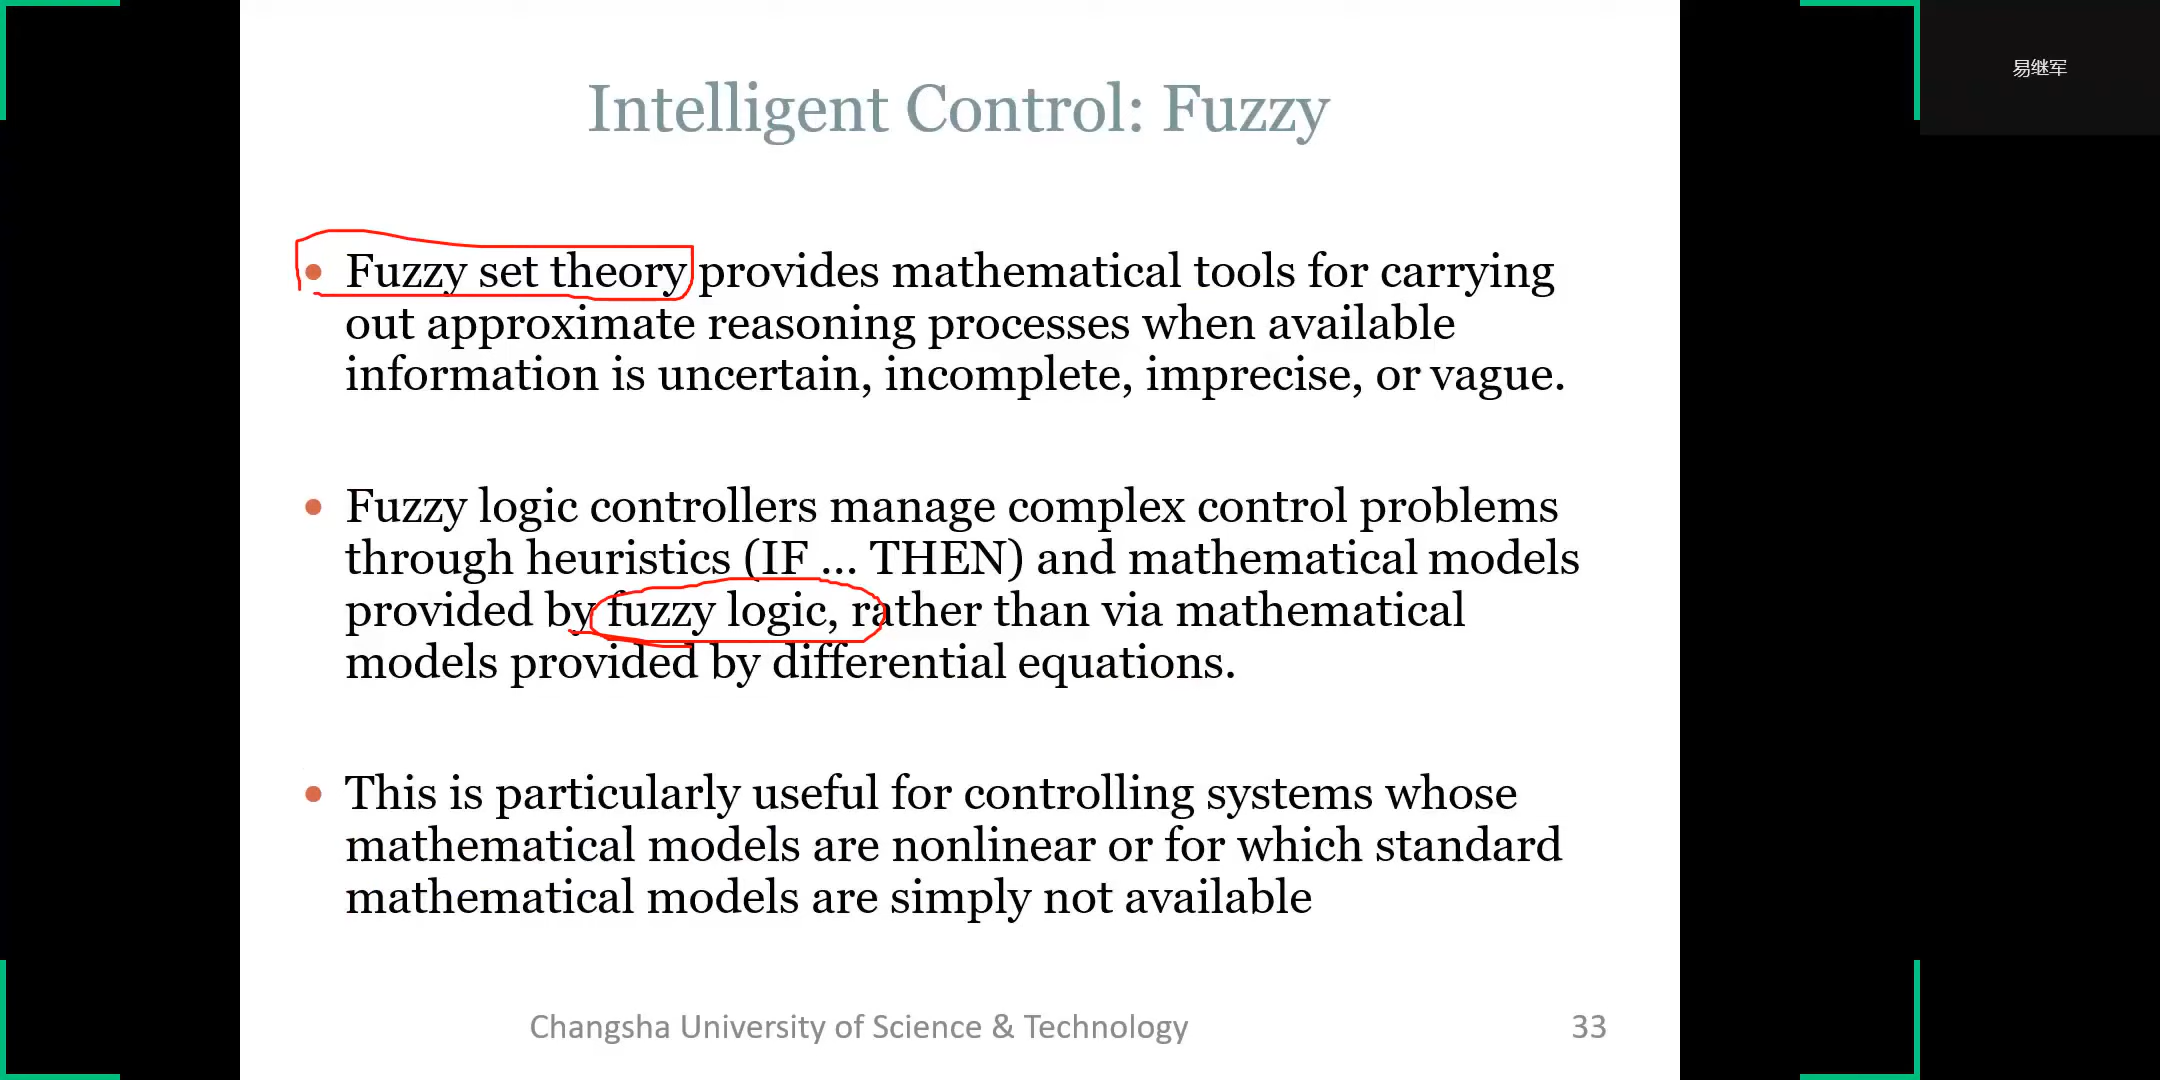 Intelligent Control: Fuzzy
易继军
• Fuzzy set theory provides mathematical tools for carrying
out approximate reasoning processes when available
information is uncertain, incomplete, imprecise, or vague.
• Fuzzy logic controllers manage complex control problems
through heuristics (IF ... THEN) and mathematical models
provided by fuzzy logic, rather than via mathematical
models provided by differential equations.
• This is particularly useful for controlling systems whose
mathematical models are nonlinear or for which standard
mathematical models are simply not available
Changsha University of Science & Technology
33